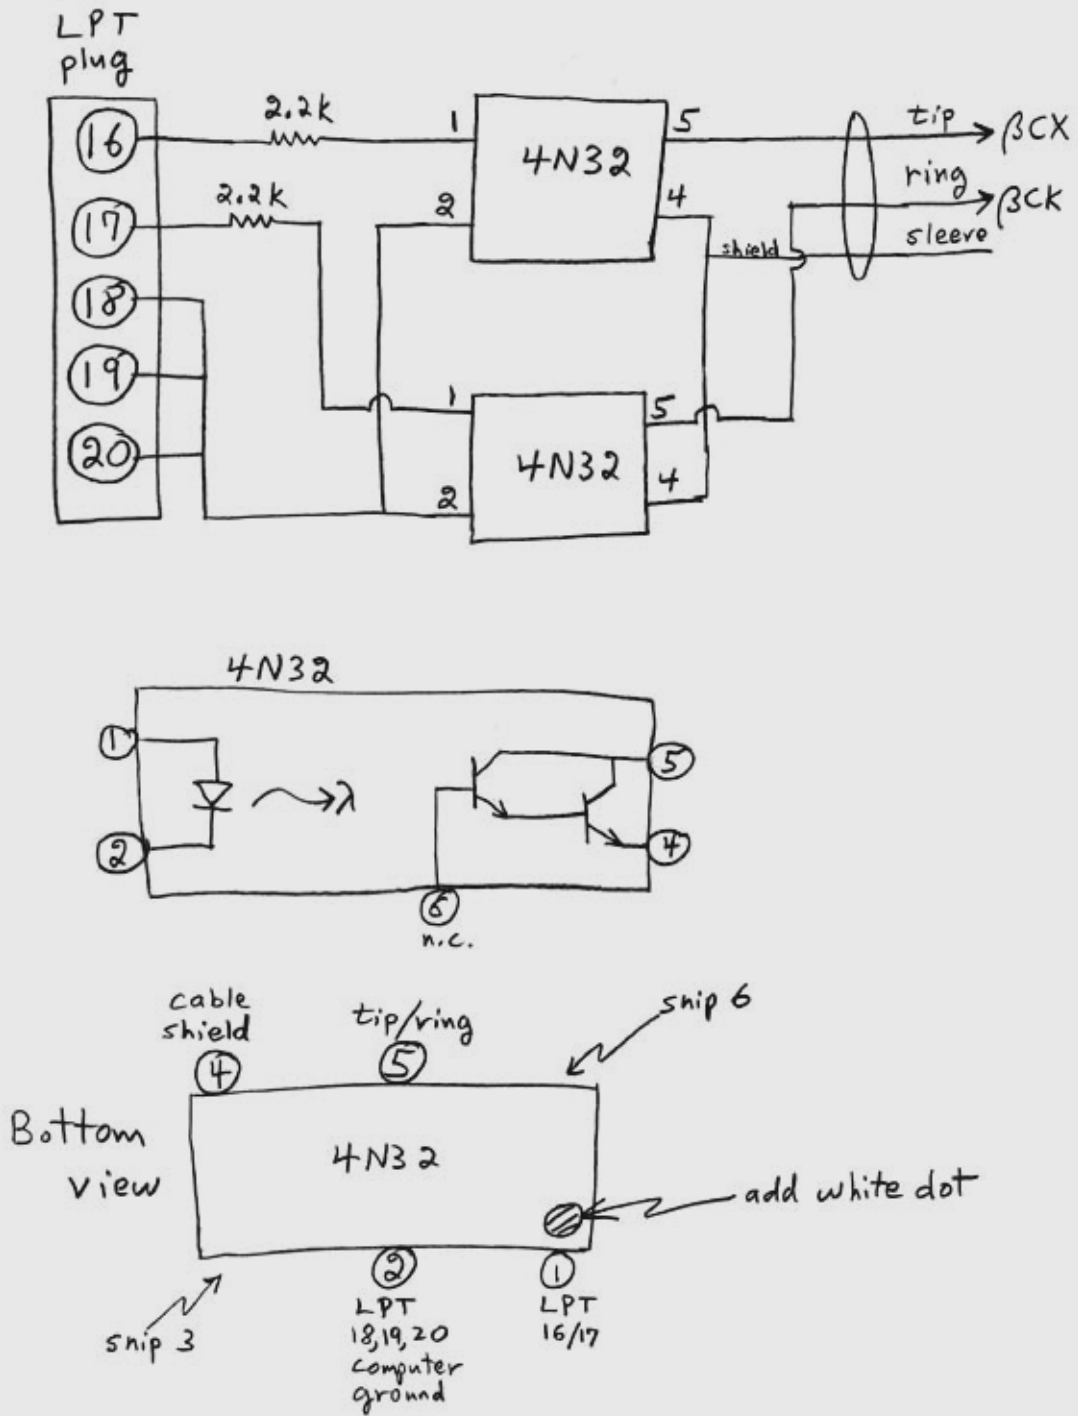 LPT
plug
16
17
18
19
20
2.2k
2.2k
1
2
4N32
5
4
tip
βCX
ring
βCK
shield
sleeve
1
2
4N32
5
4
4N32
1
2
λ
5
4
6
n.c.
cable
shield
4
tip/ring
5
snip 6
Bottom
view
4N32
add white dot
snip 3
2
LPT
18,19,20
computer
ground
1
LPT
16/17